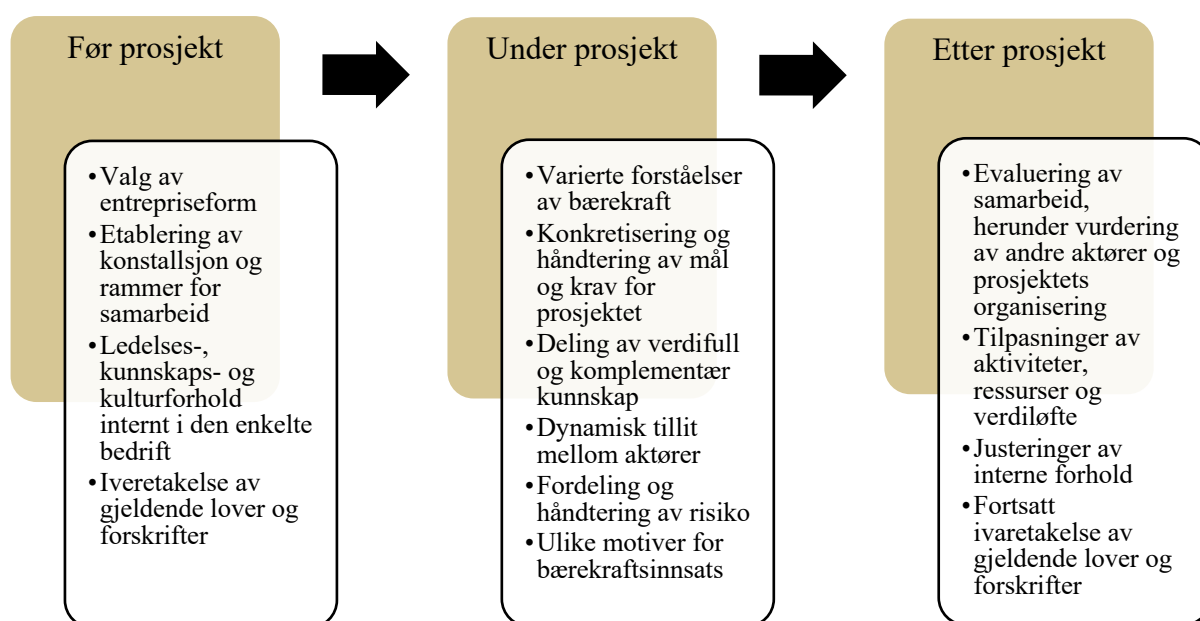 Før prosjekt
•Valg av
entrepriseform
•Etablering av
konstallsjon og
rammer for
samarbeid
•Ledelses-,
kunnskaps- og
kulturforhold
internt i den enkelte
bedrift
•Iveretakelse av
gjeldende lover og
forskrifter
Under prosjekt
•Varierte forståelser
av bærekraft
•Konkretisering og
håndtering av mål
og krav for
prosjektet
•Deling av verdifull
og komplementær
kunnskap
•Dynamisk tillit
mellom aktører
•Fordeling og
håndtering av risiko
•Ulike motiver for
bærekraftsinnsats
Etter prosjekt
•Evaluering av
samarbeid,
herunder vurdering
av andre aktører og
prosjektets
organisering
•Tilpasninger av
aktiviteter,
ressurser og
verdiløfte
•Justeringer av
interne forhold
•Fortsatt
ivaretakelse av
gjeldende lover og
forskrifter